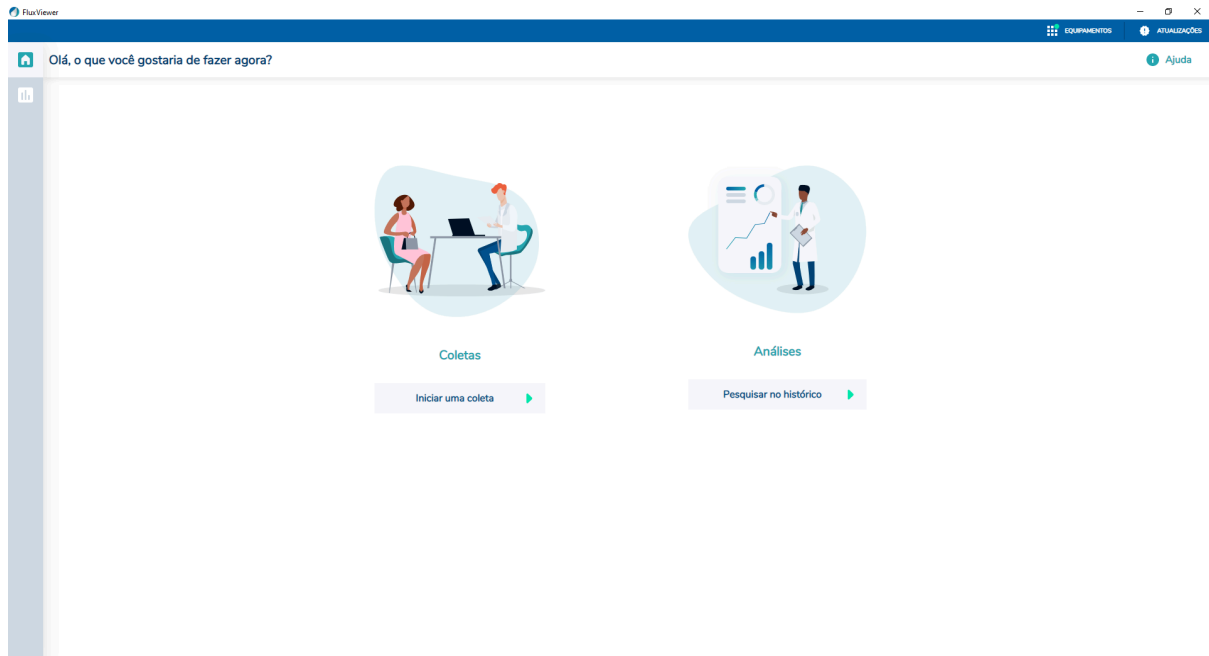 FluxViewer
EQUIPAMENTOS
ATUALIZAÇÕES
Olá, o que você gostaria de fazer agora?
Ajuda
Coletas
Análises
Iniciar uma coleta
Pesquisar no histórico